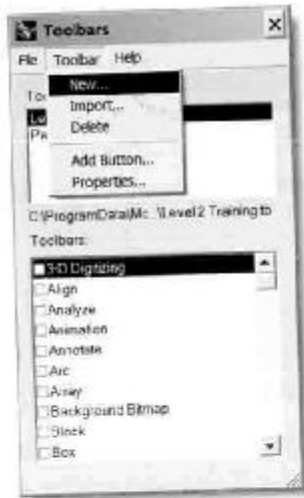 Toolbars
File Toolbar Help
New...
Import...
Delete
Add Button...
Properties...
C:\ProgramData\Mc...\Level 2 Training to
Toolbars:
3-D Digitizing
Align
Analyze
Animation
Annotate
Arc
Array
Background Bitmap
Block
Box